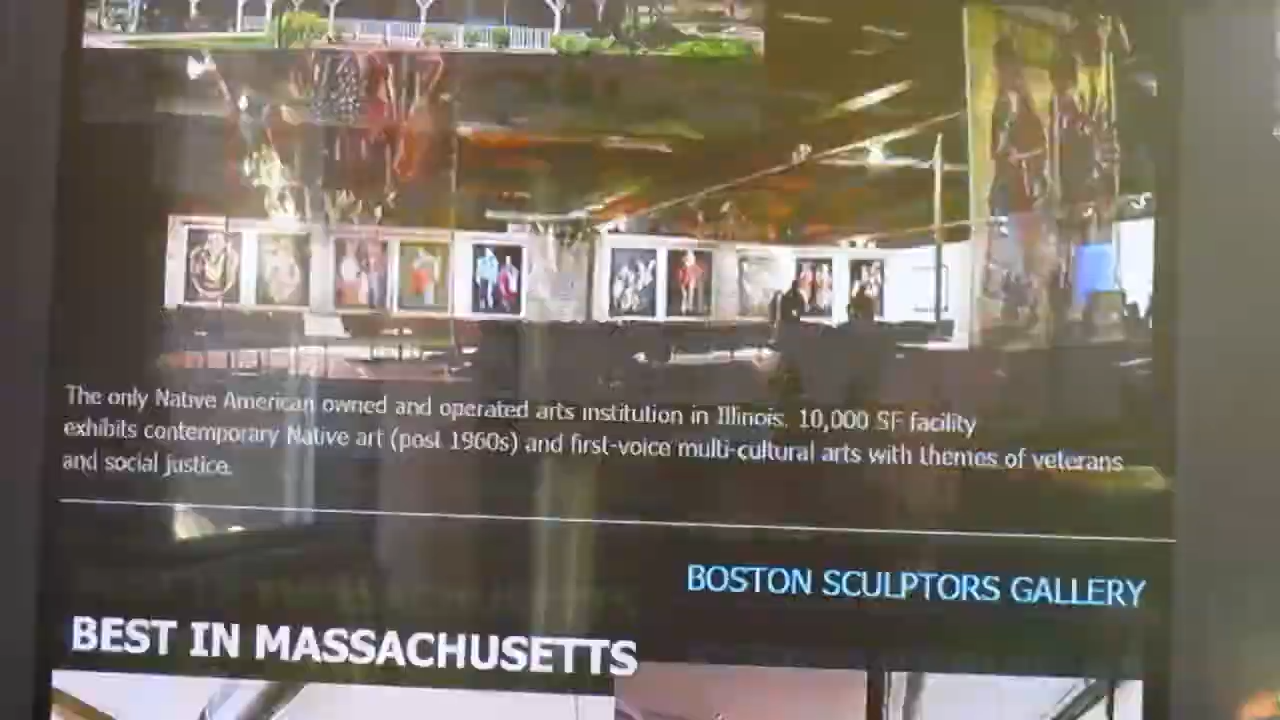 The only Native American owned and operated arts institution in Illinois. 10,000 SF facility
exhibits contemporary Native art (post 1960s) and first-voice multi-cultural arts with themes of veterans
and social justice.
BOSTON SCULPTORS GALLERY
BEST IN MASSACHUSETTS